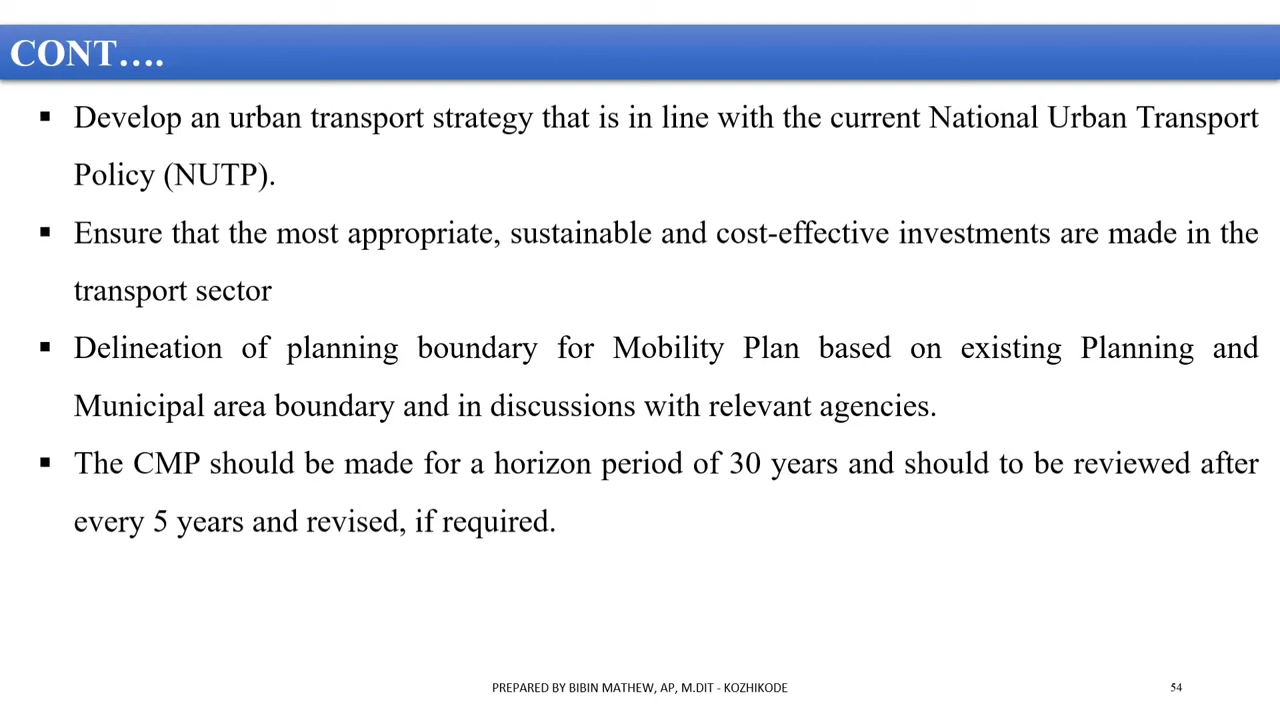 CONT….
▪ Develop an urban transport strategy that is in line with the current National Urban Transport
Policy (NUTP).
▪ Ensure that the most appropriate, sustainable and cost-effective investments are made in the
transport sector
▪ Delineation of planning boundary for Mobility Plan based on existing Planning and
Municipal area boundary and in discussions with relevant agencies.
▪ The CMP should be made for a horizon period of 30 years and should to be reviewed after
every 5 years and revised, if required.
PREPARED BY BIBIN MATHEW, AP, M.DIT - KOZHIKODE
54